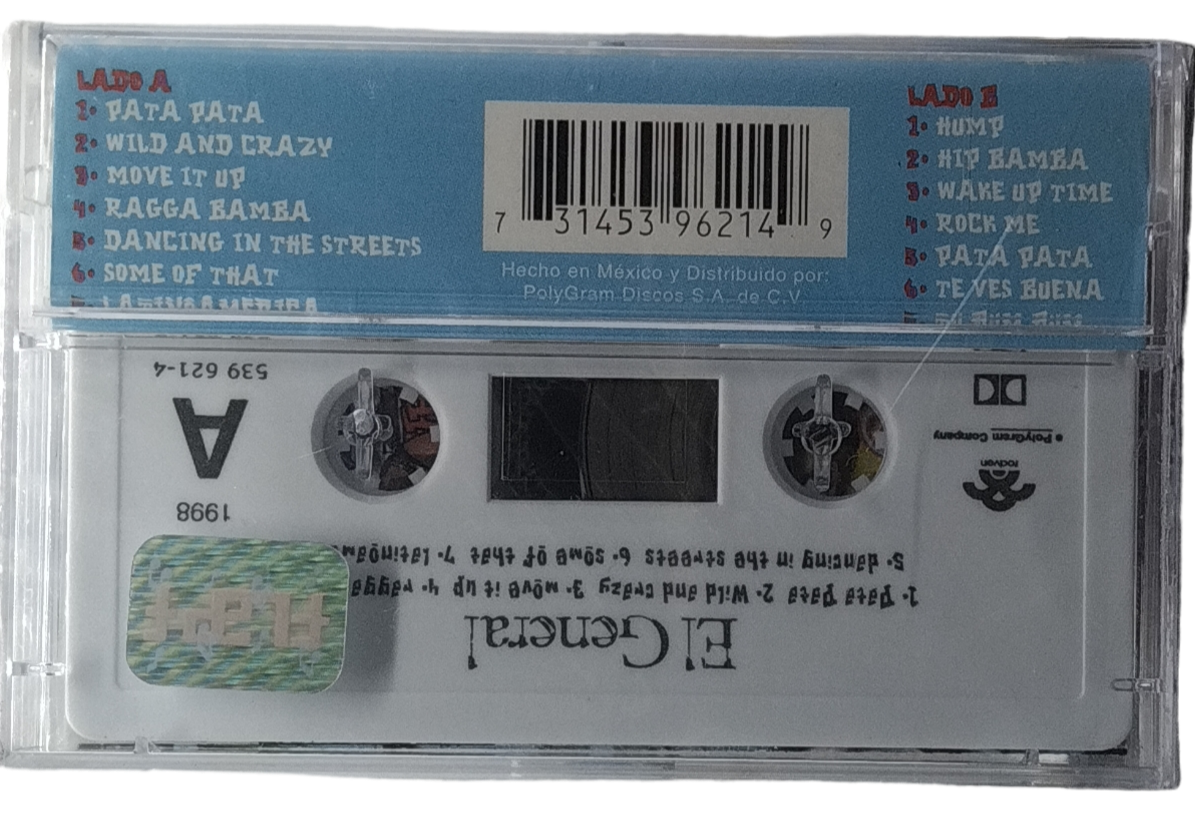 LADO A
1• PATA PATA
2• WILD AND CRAZY
3• MOVE IT UP
4• RAGGA BAMBA
5• DANCING IN THE STREETS
6• SOME OF THAT
7 31453 96214 9
Hecho en México y Distribuido por:
PolyGram Discos S.A. de C.V
LADO B
1• HUMP
2• HIP BAMBA
3• WAKE UP TIME
4• ROCK ME
5• PATA PATA
6• TE VES BUENA
El General
1• Pata Pata 2• Wild and crazy 3• move it up 4• ragga
5• dancing in the streets 6• some of that 7• latinoam
1998
A
539 621-4
rodven
a PolyGram Company